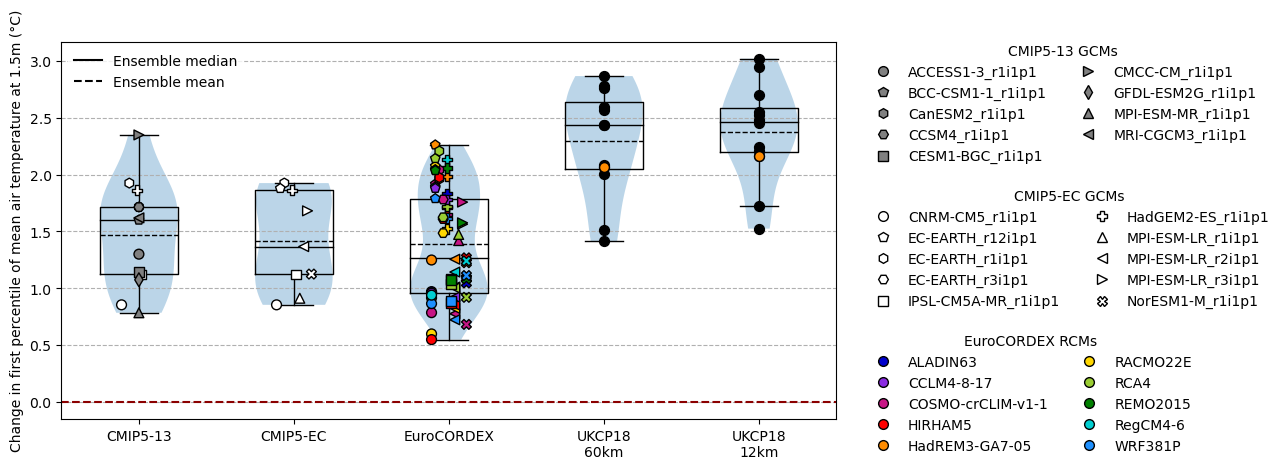 Change in first percentile of mean air temperature at 1.5m (°C)
3.0
2.5
2.0
1.5
1.0
0.5
0.0
Ensemble median
Ensemble mean
CMIP5-13
CMIP5-EC
EuroCORDEX
UKCP18
60km
UKCP18
12km
CMIP5-13 GCMs
ACCESS1-3_r1i1p1
BCC-CSM1-1_r1i1p1
CanESM2_r1i1p1
CCSM4_r1i1p1
CESM1-BGC_r1i1p1
CMCC-CM_r1i1p1
GFDL-ESM2G_r1i1p1
MPI-ESM-MR_r1i1p1
MRI-CGCM3_r1i1p1
CMIP5-EC GCMs
CNRM-CM5_r1i1p1
EC-EARTH_r12i1p1
EC-EARTH_r1i1p1
EC-EARTH_r3i1p1
IPSL-CM5A-MR_r1i1p1
HadGEM2-ES_r1i1p1
MPI-ESM-LR_r1i1p1
MPI-ESM-LR_r2i1p1
MPI-ESM-LR_r3i1p1
NorESM1-M_r1i1p1
EuroCORDEX RCMs
ALADIN63
CCLM4-8-17
COSMO-crCLIM-v1-1
HIRHAM5
HadREM3-GA7-05
RACMO22E
RCA4
REMO2015
RegCM4-6
WRF381P